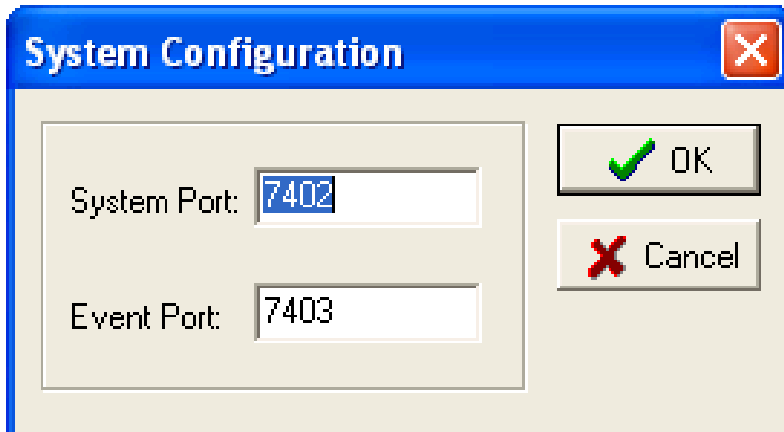 System Configuration
System Port: 7402
OK
Cancel
Event Port: 7403